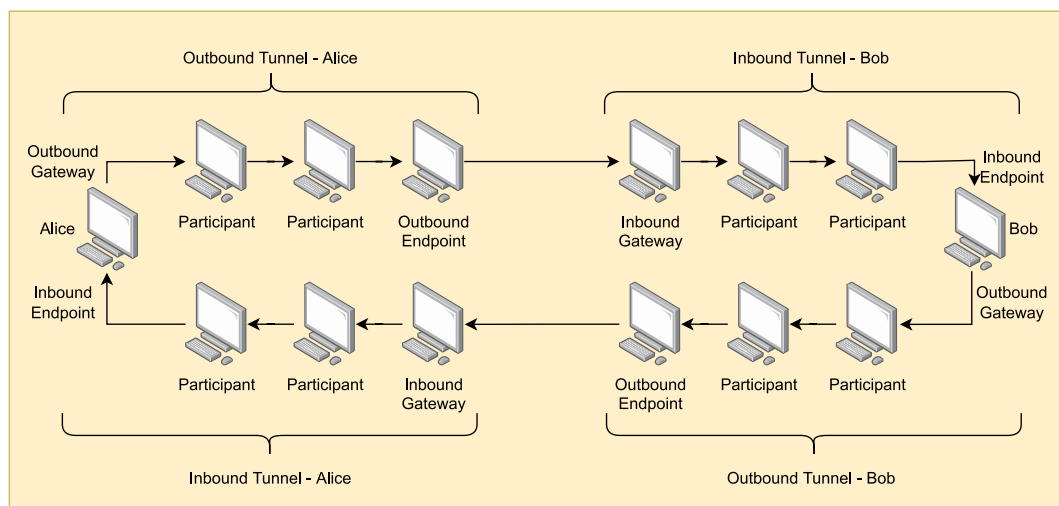 Outbound Tunnel - Alice
Inbound Tunnel - Bob
Outbound
Gateway
Inbound
Endpoint
Alice
Participant
Participant
Outbound
Endpoint
Inbound
Gateway
Participant
Participant
Bob
Inbound
Endpoint
Outbound
Gateway
Participant
Participant
Inbound
Gateway
Outbound
Endpoint
Participant
Participant
Inbound Tunnel - Alice
Outbound Tunnel - Bob